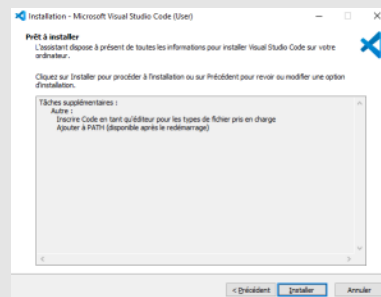 Installation - Microsoft Visual Studio Code (User)
Prêt à installer
L'assistant dispose à présent de toutes les informations pour installer Visual Studio Code sur votre
ordinateur.
Cliquez sur Installer pour procéder à l'installation ou sur Précédent pour revoir ou modifier une option
d'installation.
Tâches supplémentaires :
Autre :
Inscrire Code en tant qu'éditeur pour les types de fichier pris en charge
Ajouter à PATH (disponible après le redémarrage)
< Précédent
Installer
Annuler